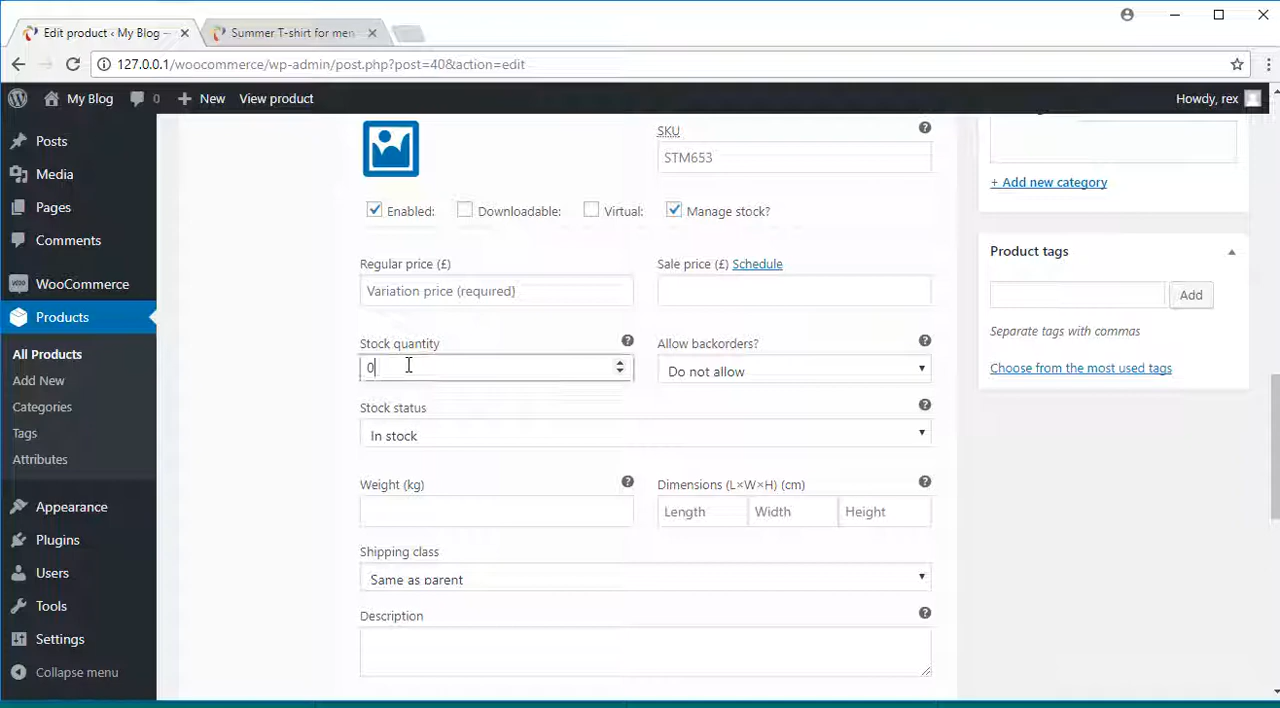 Edit product ‹ My Blog –
Summer T-shirt for men
127.0.0.1/woocommerce/wp-admin/post.php?post=40&action=edit
My Blog
0
New
View product
Howdy, rex
Posts
Media
Pages
Comments
WooCommerce
Products
All Products
Add New
Categories
Tags
Attributes
Appearance
Plugins
Users
Tools
Settings
Collapse menu
SKU
STM653
Enabled:
Downloadable:
Virtual:
Manage stock?
Regular price (£)
Variation price (required)
Sale price (£) Schedule
Stock quantity
0
Allow backorders?
Do not allow
Stock status
In stock
Weight (kg)
Dimensions (L×W×H) (cm)
Length
Width
Height
Shipping class
Same as parent
Description
+ Add new category
Product tags
Add
Separate tags with commas
Choose from the most used tags